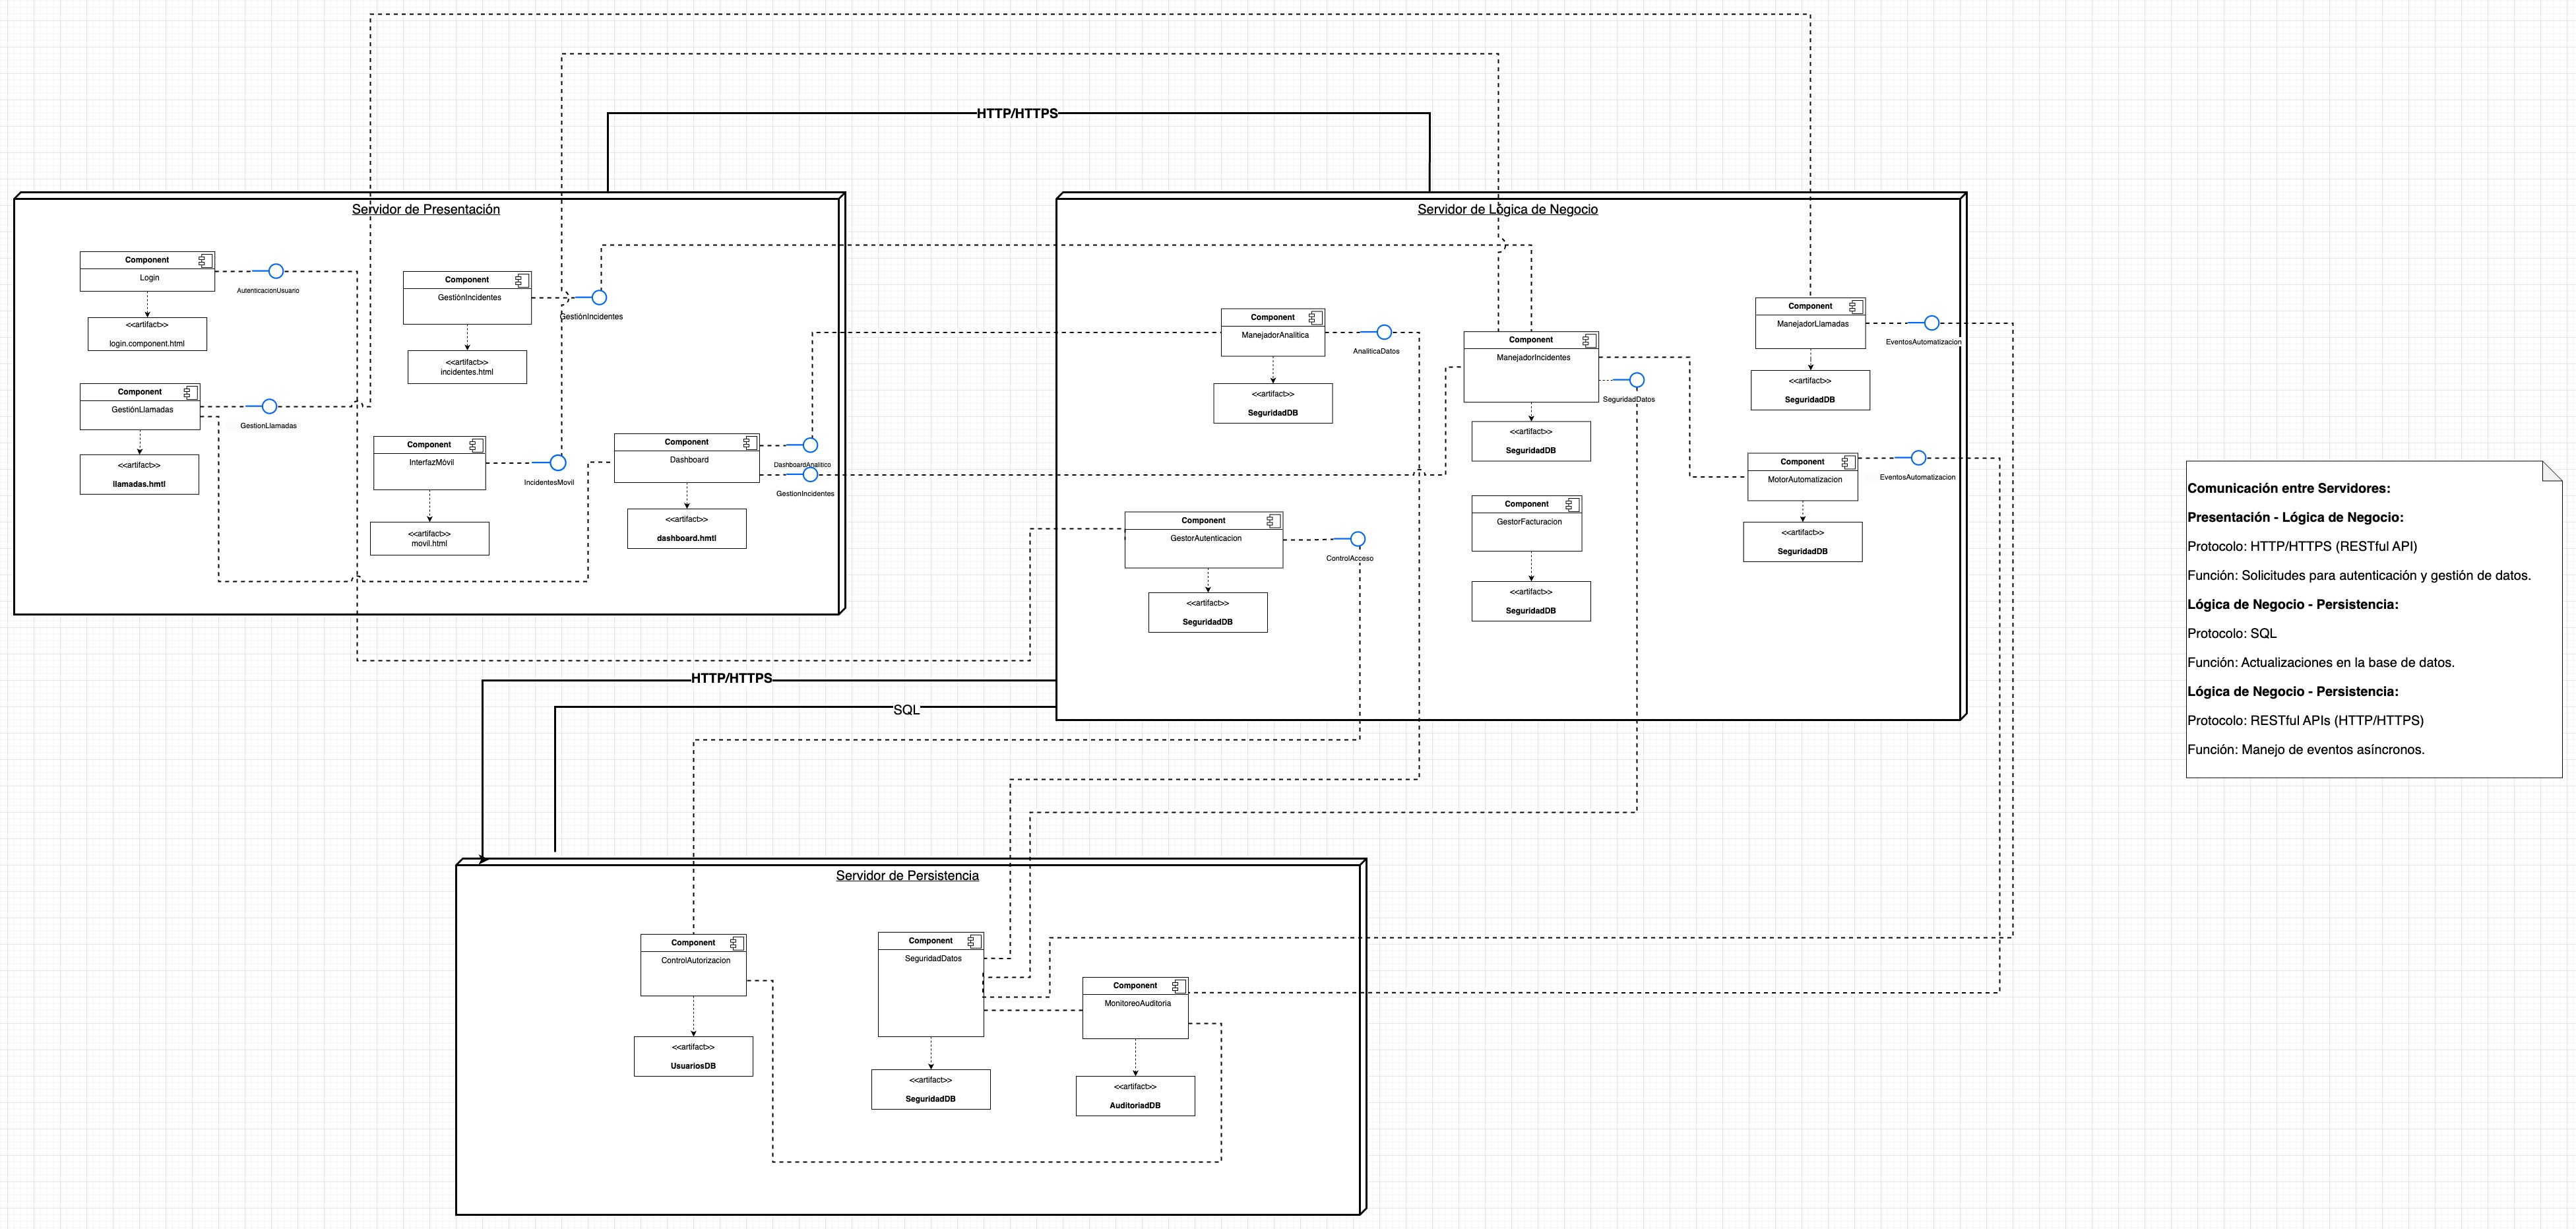 HTTP/HTTPS
Servidor de Presentación
Component
Login
AutenticacionUsuario
<<artifact>>
login.component.html
Component
GestiónIncidentes
GestiónIncidentes
<<artifact>>
incidentes.html
Component
GestiónLlamadas
GestionLlamadas
<<artifact>>
llamadas.hmtl
Component
InterfazMóvil
IncidentesMovil
<<artifact>>
movil.html
Component
Dashboard
DashboardAnalitico
GestionIncidentes
<<artifact>>
dashboard.hmtl
Servidor de Lógica de Negocio
Component
ManejadorAnalitica
AnaliticaDatos
<<artifact>>
SeguridadDB
Component
ManejadorIncidentes
SeguridadDatos
<<artifact>>
SeguridadDB
Component
ManejadorLlamadas
EventosAutomatizacion
<<artifact>>
SeguridadDB
Component
MotorAutomatizacion
EventosAutomatizacion
<<artifact>>
SeguridadDB
Component
GestorAutenticacion
ControlAcceso
<<artifact>>
SeguridadDB
Component
GestorFacturacion
<<artifact>>
SeguridadDB
HTTP/HTTPS
SQL
Servidor de Persistencia
Component
ControlAutorizacion
<<artifact>>
UsuariosDB
Component
SeguridadDatos
<<artifact>>
SeguridadDB
Component
MonitoreoAuditoria
<<artifact>>
AuditoriadDB
Comunicación entre Servidores:
Presentación - Lógica de Negocio:
Protocolo: HTTP/HTTPS (RESTful API)
Función: Solicitudes para autenticación y gestión de datos.
Lógica de Negocio - Persistencia:
Protocolo: SQL
Función: Actualizaciones en la base de datos.
Lógica de Negocio - Persistencia:
Protocolo: RESTful APIs (HTTP/HTTPS)
Función: Manejo de eventos asíncronos.